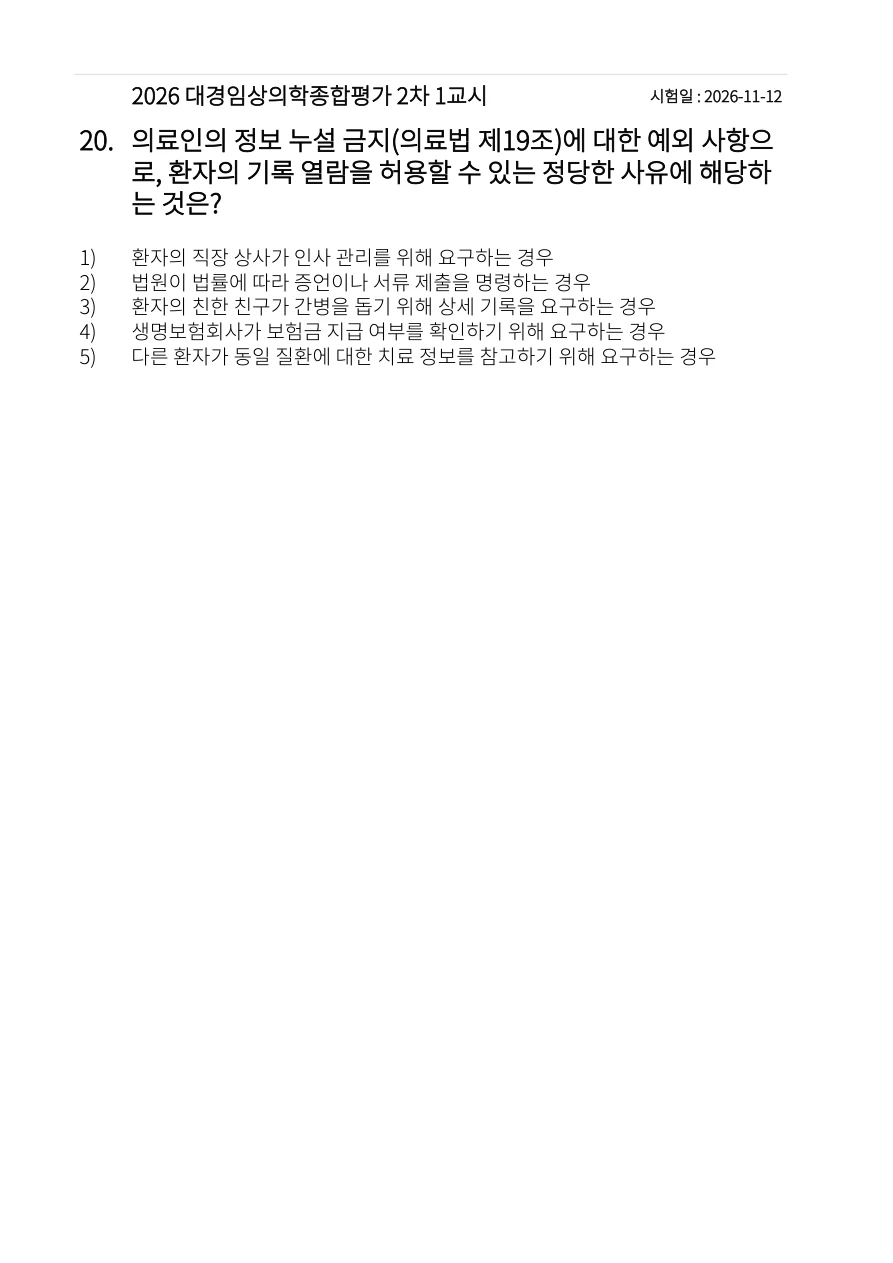 2026 대경임상의학종합평가 2차 1교시 시험일 : 2026-11-12
20. 의료인의 정보 누설 금지(의료법 제19조)에 대한 예외 사항으
로, 환자의 기록 열람을 허용할 수 있는 정당한 사유에 해당하
는 것은?
1) 환자의 직장 상사가 인사 관리를 위해 요구하는 경우
2) 법원이 법률에 따라 증언이나 서류 제출을 명령하는 경우
3) 환자의 친한 친구가 간병을 돕기 위해 상세 기록을 요구하는 경우
4) 생명보험회사가 보험금 지급 여부를 확인하기 위해 요구하는 경우
5) 다른 환자가 동일 질환에 대한 치료 정보를 참고하기 위해 요구하는 경우